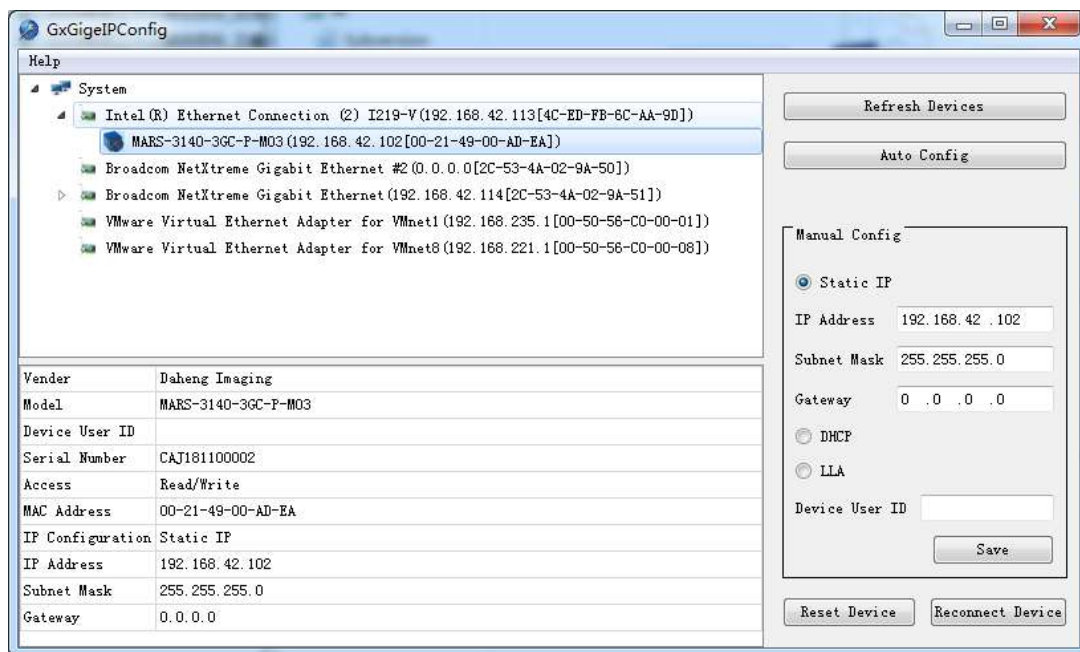 GxGigeIPConfig
Help
System
Intel(R) Ethernet Connection (2) I219-V(192.168.42.113[4C-ED-FB-6C-AA-9D])
MARS-3140-3GC-P-M03(192.168.42.102[00-21-49-00-AD-EA])
Broadcom NetXtreme Gigabit Ethernet #2(0.0.0.0[2C-53-4A-02-9A-50])
Broadcom NetXtreme Gigabit Ethernet(192.168.42.114[2C-53-4A-02-9A-51])
VMware Virtual Ethernet Adapter for VMnet1(192.168.235.1[00-50-56-C0-00-01])
VMware Virtual Ethernet Adapter for VMnet8(192.168.221.1[00-50-56-C0-00-08])
Vender Daheng Imaging
Model MARS-3140-3GC-P-M03
Device User ID
Serial Number CAJ181100002
Access Read/Write
MAC Address 00-21-49-00-AD-EA
IP Configuration Static IP
IP Address 192.168.42.102
Subnet Mask 255.255.255.0
Gateway 0.0.0.0
Refresh Devices
Auto Config
Manual Config
Static IP
IP Address 192.168.42 .102
Subnet Mask 255.255.255.0
Gateway 0 .0 .0 .0
DHCP
LLA
Device User ID
Save
Reset Device Reconnect Device